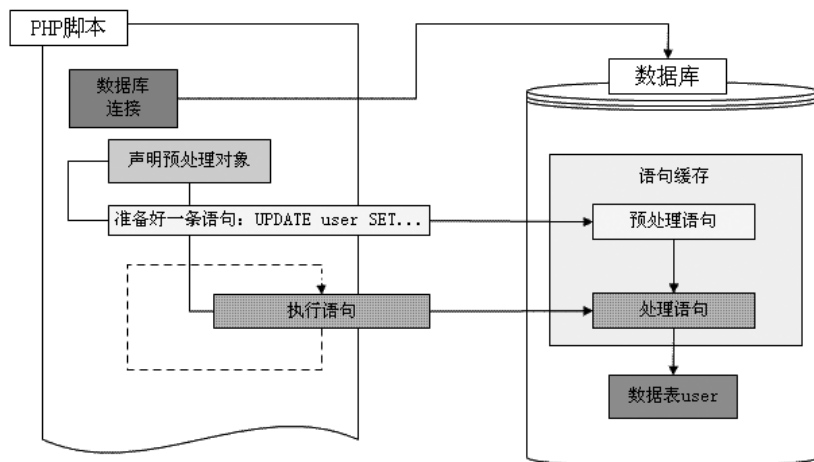 PHP脚本
数据库
连接
数据库
声明预处理对象
语句缓存
准备好一条语句：UPDATE user SET...
预处理语句
执行语句
处理语句
数据表user